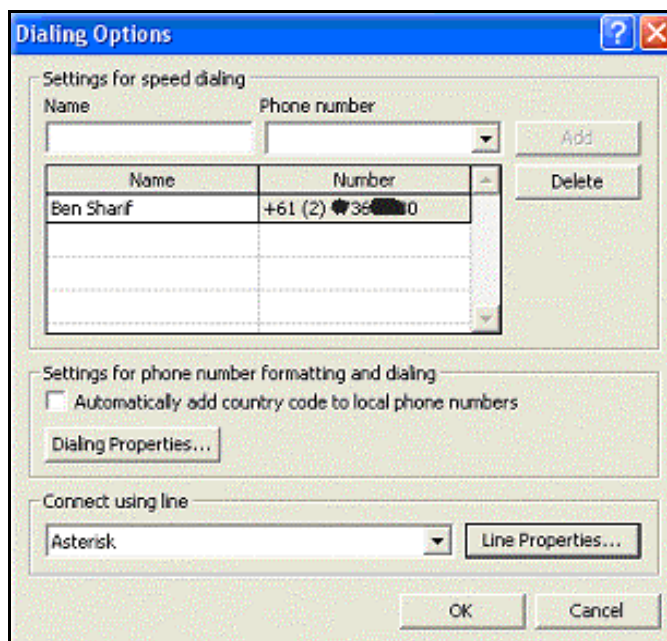 Dialing Options
Settings for speed dialing
Name Phone number
Add
Name Number
Delete
Ben Sharif +61 (2) 36 0
Settings for phone number formatting and dialing
Automatically add country code to local phone numbers
Dialing Properties...
Connect using line
Asterisk Line Properties...
OK Cancel